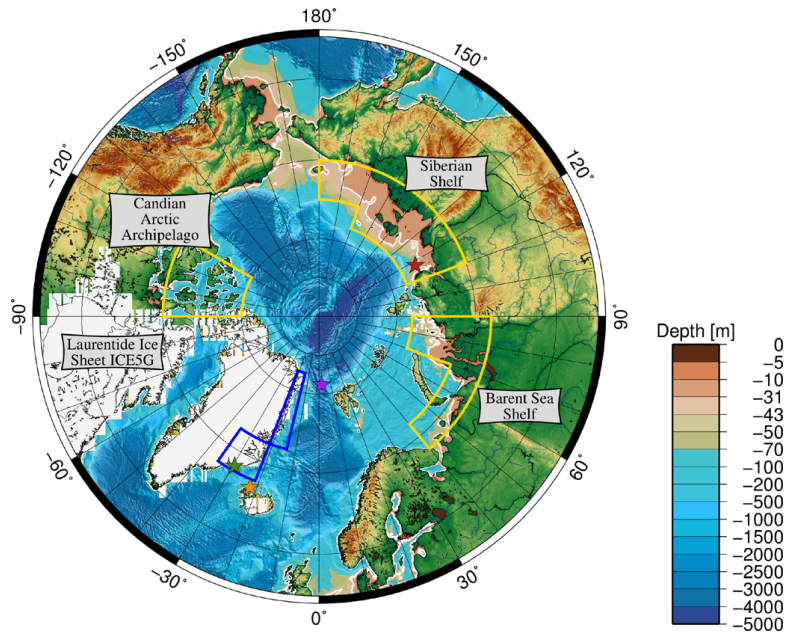 180°
−150°
150°
−120°
120°
Siberian
Shelf
Candian
Arctic
Archipelago
−90°
90°
Laurentide Ice
Sheet ICE5G
Barent Sea
Shelf
−60°
60°
−30°
30°
0°
Depth [m]
0
−5
−10
−31
−43
−50
−70
−100
−200
−500
−1000
−1500
−2000
−2500
−3000
−4000
−5000